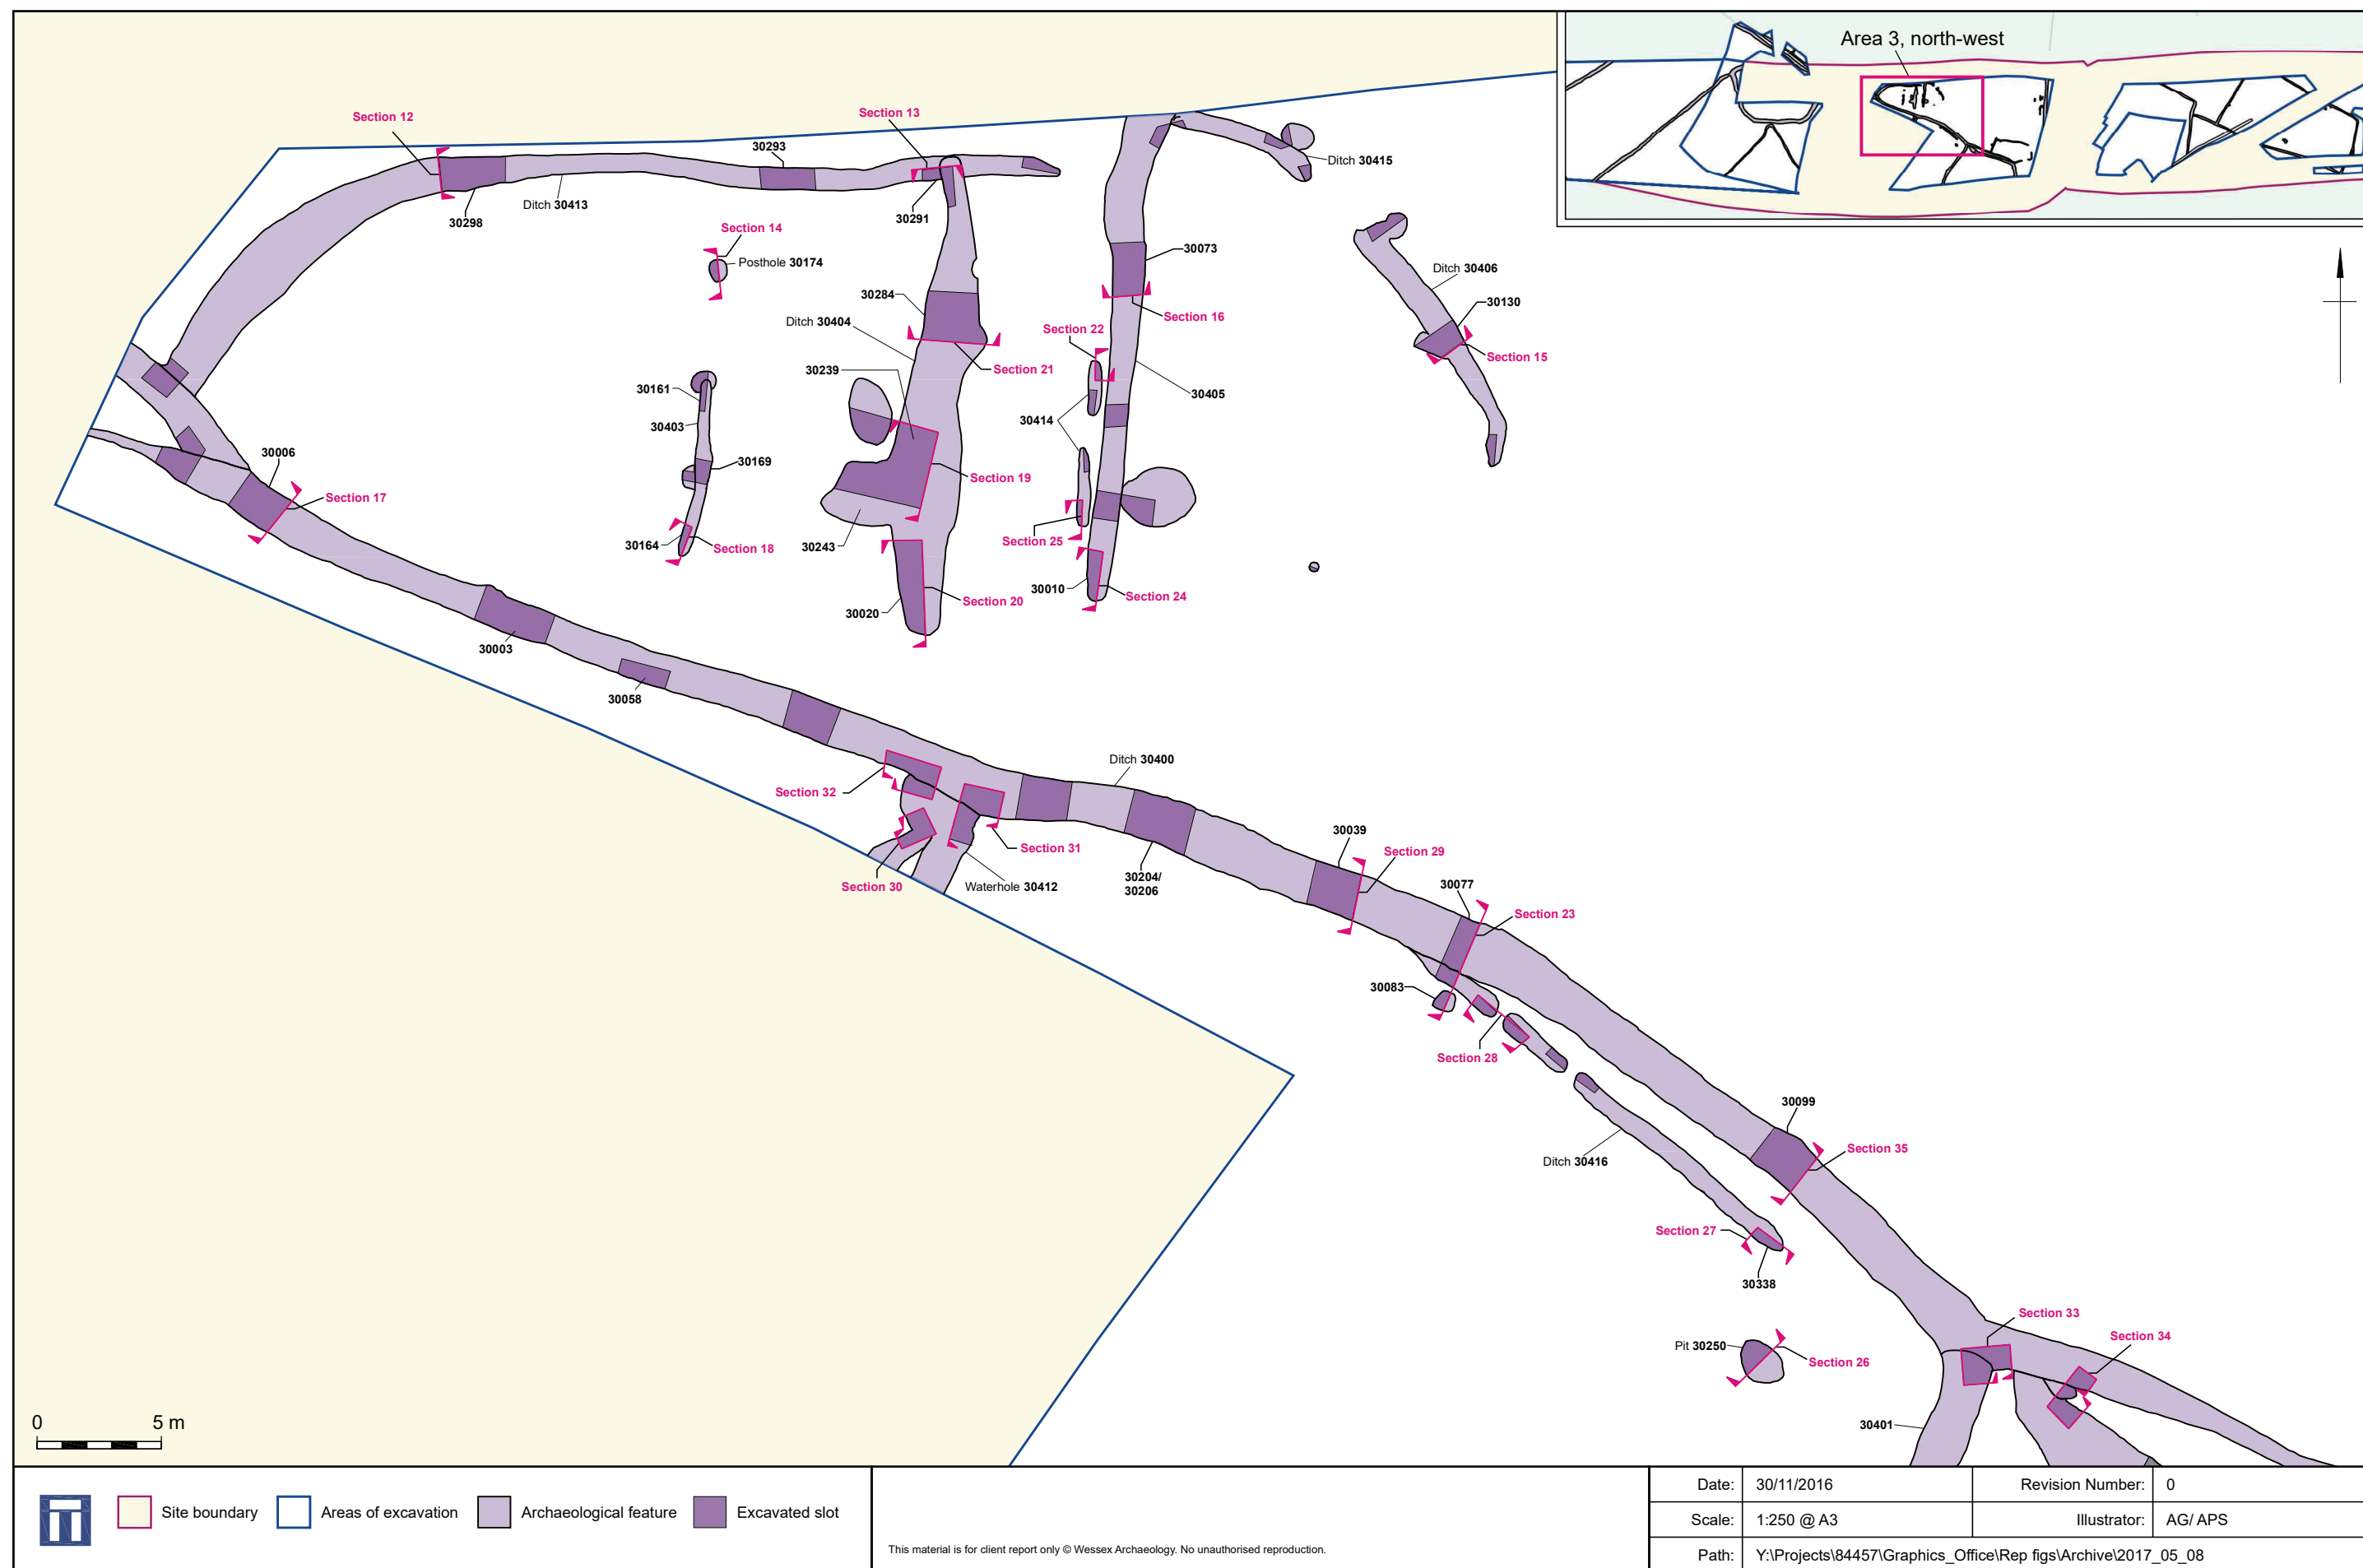 Area 3, north-west
Section 12
Section 13
30293
Ditch 30415
30298
Ditch 30413
30291
Section 14
Posthole 30174
30073
Ditch 30406
30284
30130
Ditch 30404
Section 22
Section 16
Section 15
30239
Section 21
30161
30405
30403
30414
30006
30169
Section 17
Section 19
30164
Section 18
30243
Section 25
30010
Section 24
30020
Section 20
30003
30058
Ditch 30400
Section 32
30039
Section 31
Section 29
Section 30
Waterhole 30412
30204/
30206
30077
Section 23
30083
Section 28
30099
Section 35
Ditch 30416
Section 27
30338
Section 33
Section 34
Pit 30250
Section 26
30401
0 5 m
Site boundary
Areas of excavation
Archaeological feature
Excavated slot
This material is for client report only © Wessex Archaeology. No unauthorised reproduction.
Date: 30/11/2016 Revision Number: 0
Scale: 1:250 @ A3 Illustrator: AG/ APS
Path: Y:\Projects\84457\Graphics_Office\Rep figs\Archive\2017_05_08